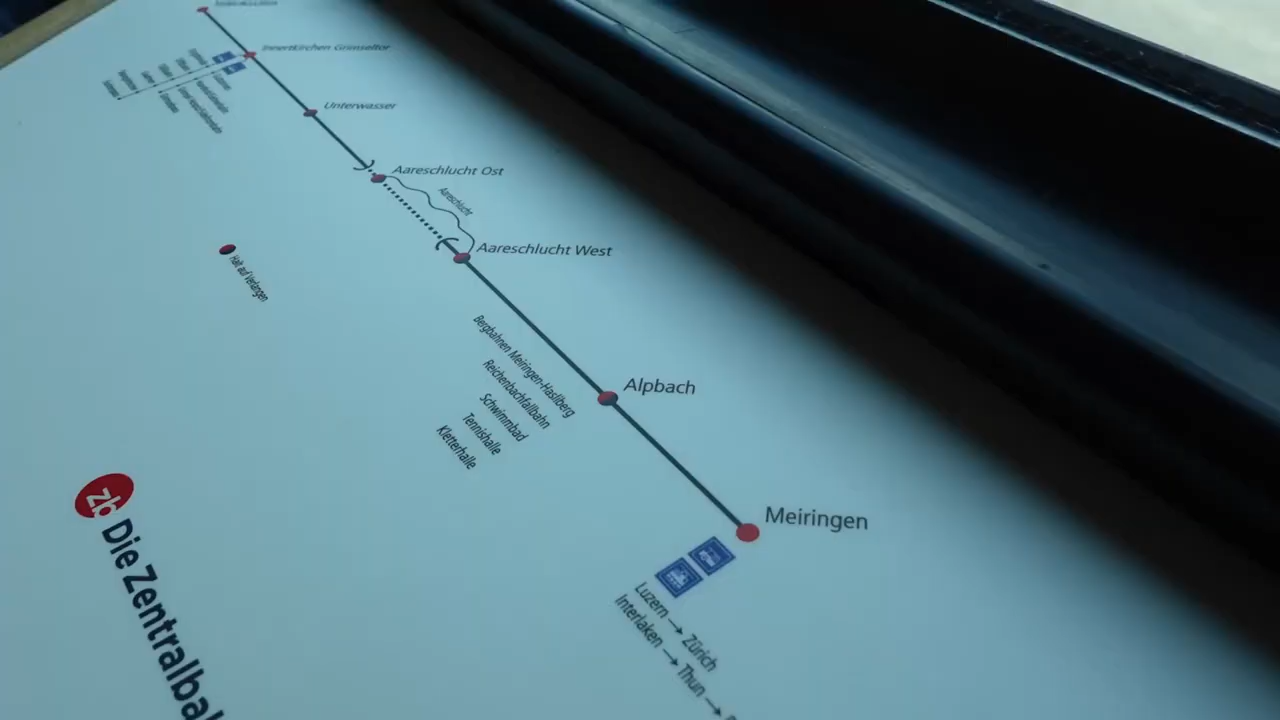 Innertkirchen Grimseltor
Unterwasser
Aareschlucht Ost
Aareschlucht
Aareschlucht West
Halt auf Verlangen
Alpbach
Bergbahnen Meiringen-Hasliberg
Reichenbachfallbahn
Schwimmbad
Tennishalle
Kletterhalle
Meiringen
Luzern → Zürich
Interlaken → Thun →
zb Die Zentralba